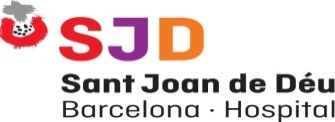 SJD
Sant Joan de Déu
Barcelona · Hospital